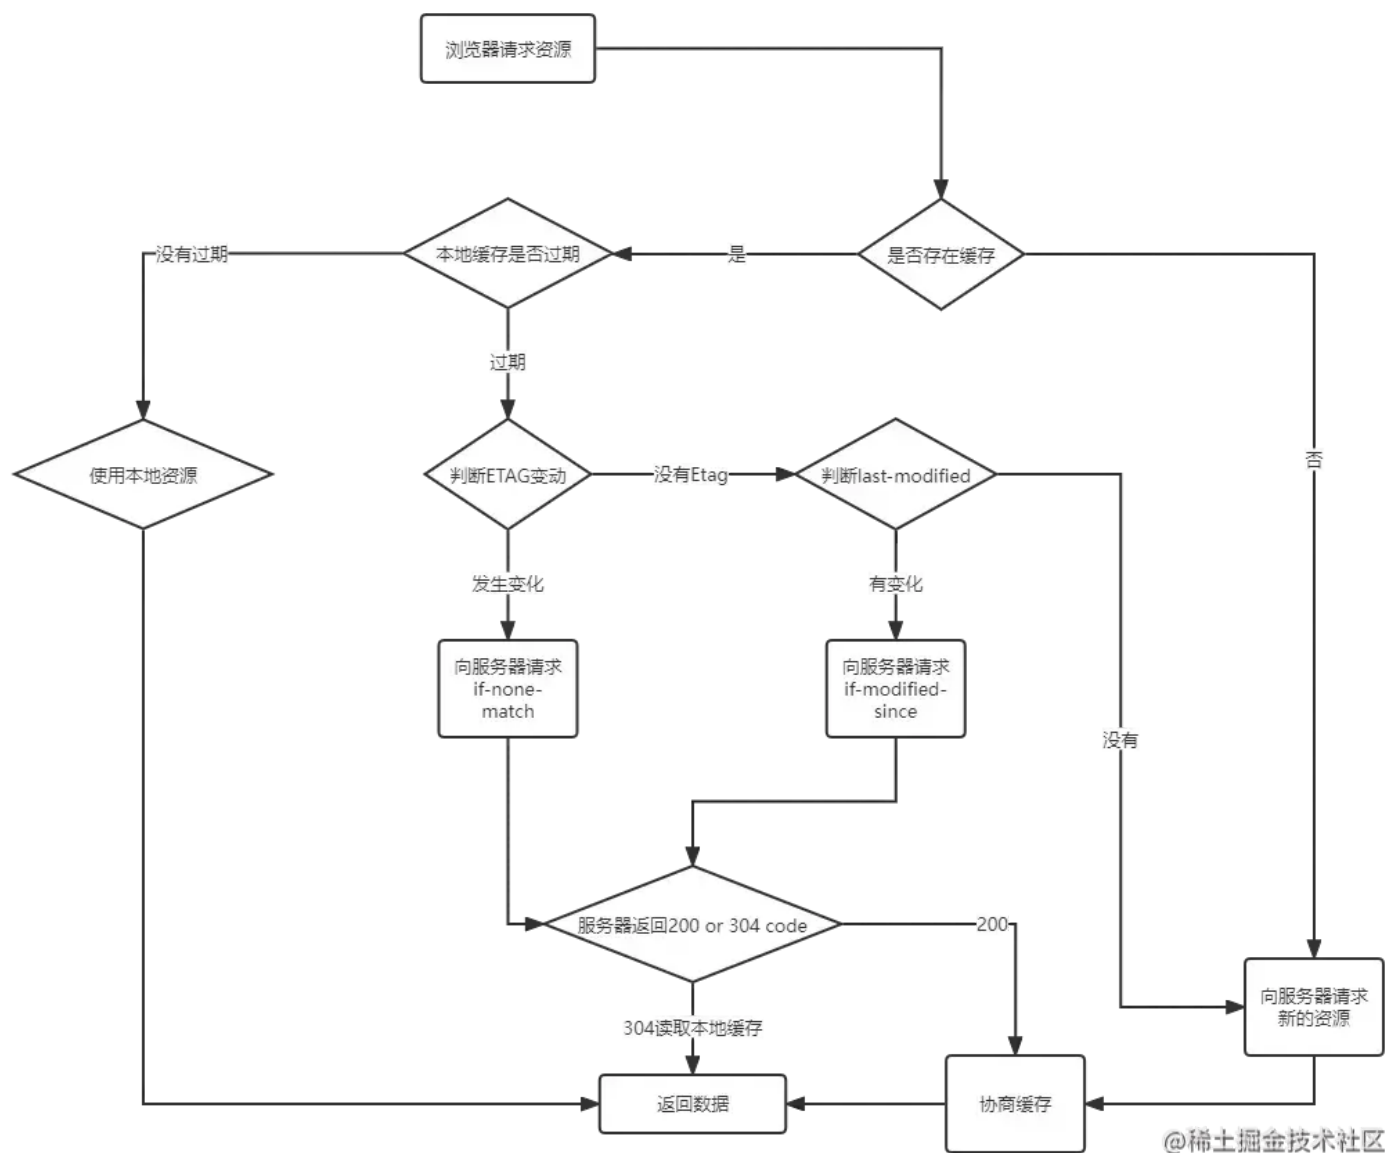 浏览器请求资源
没有过期
本地缓存是否过期
是
是否存在缓存
过期
否
使用本地资源
判断ETAG变动
没有Etag
判断last-modified
发生变化
有变化
向服务器请求
if-none-
match
向服务器请求
if-modified-
since
没有
服务器返回200 or 304 code
200
向服务器请求
新的资源
304读取本地缓存
返回数据
协商缓存
@稀土掘金技术社区